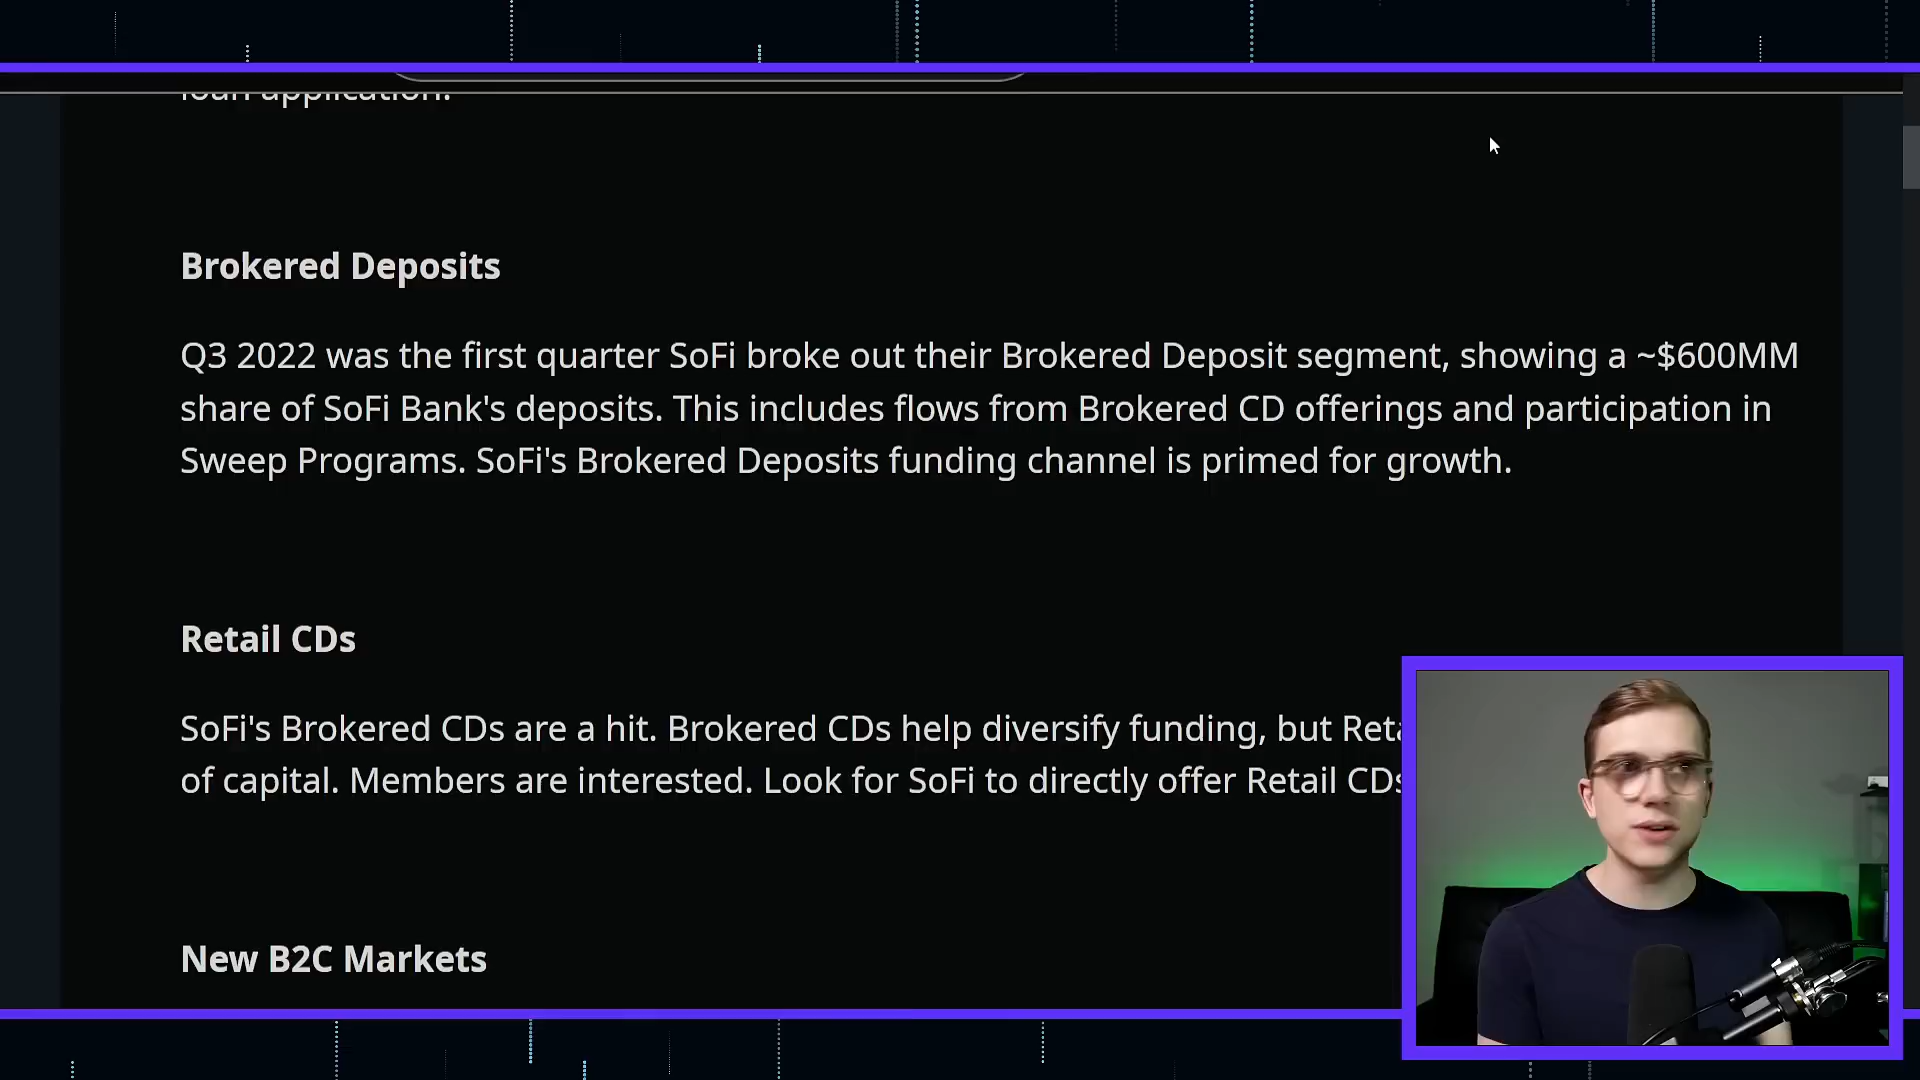 loan application.
Brokered Deposits
Q3 2022 was the first quarter SoFi broke out their Brokered Deposit segment, showing a ~$600MM
share of SoFi Bank's deposits. This includes flows from Brokered CD offerings and participation in
Sweep Programs. SoFi's Brokered Deposits funding channel is primed for growth.
Retail CDs
SoFi's Brokered CDs are a hit. Brokered CDs help diversify funding, but
of capital. Members are interested. Look for SoFi to directly offer Retail CDs
New B2C Markets